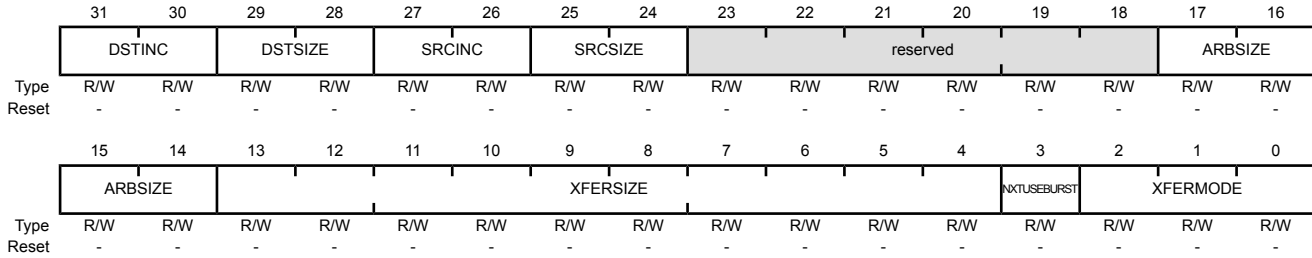 31 30 29 28 27 26 25 24 23 22 21 20 19 18 17 16
DSTINC DSTSIZE SRCINC SRCSIZE reserved ARBSIZE
Type R/W R/W R/W R/W R/W R/W R/W R/W R/W R/W R/W R/W R/W R/W R/W R/W
Reset - - - - - - - - - - - - - - - -
15 14 13 12 11 10 9 8 7 6 5 4 3 2 1 0
ARBSIZE XFERSIZE NXTUSEBURST XFERMODE
Type R/W R/W R/W R/W R/W R/W R/W R/W R/W R/W R/W R/W R/W R/W R/W R/W
Reset - - - - - - - - - - - - - - - -